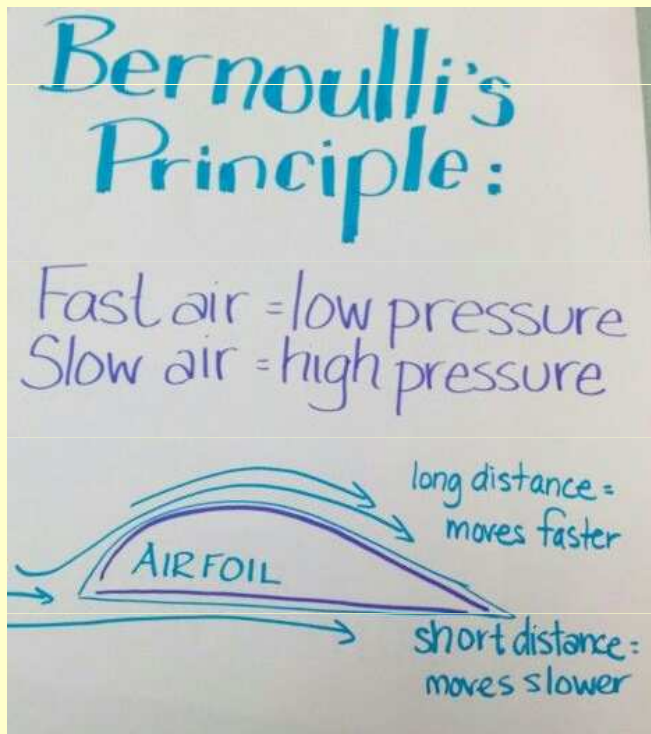 Bernoulli's
Principle:
Fast air = low pressure
Slow air = high pressure
long distance =
moves faster
AIRFOIL
short distance =
moves slower